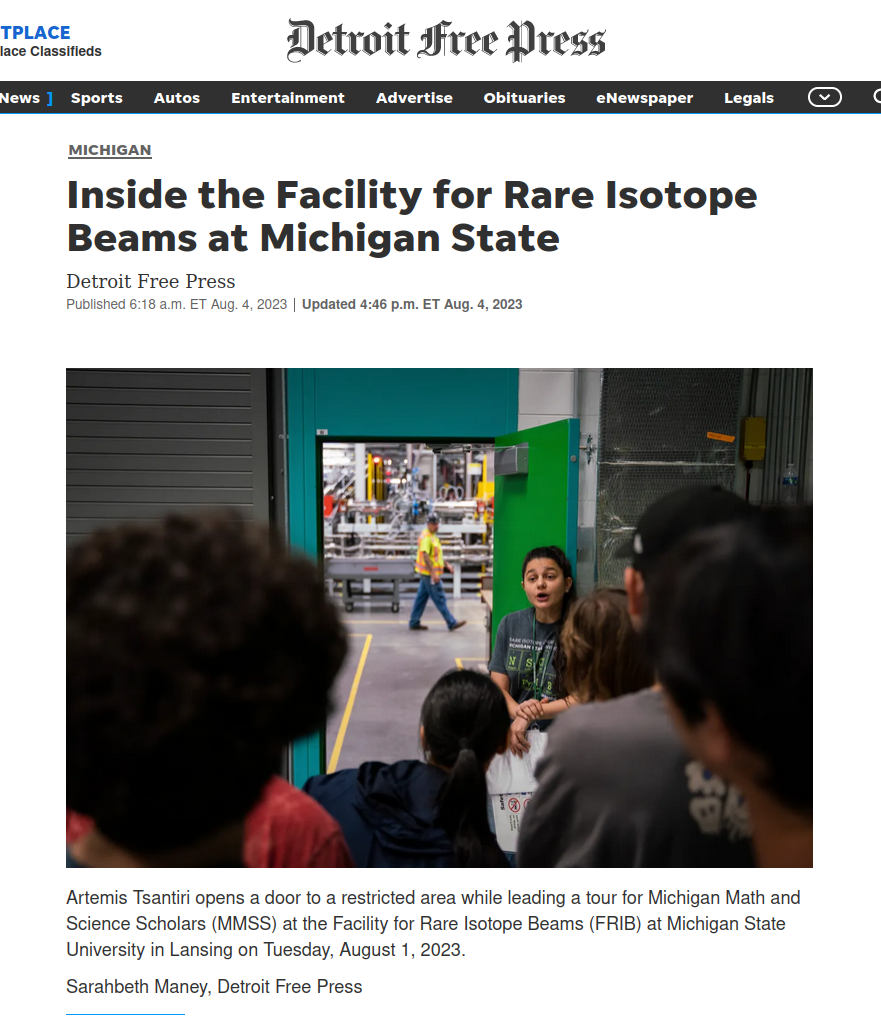 TPLACE
lace Classifieds
Detroit Free Press
News ] Sports Autos Entertainment Advertise Obituaries eNewspaper Legals
MICHIGAN
Inside the Facility for Rare Isotope
Beams at Michigan State
Detroit Free Press
Published 6:18 a.m. ET Aug. 4, 2023 | Updated 4:46 p.m. ET Aug. 4, 2023
Artemis Tsantiri opens a door to a restricted area while leading a tour for Michigan Math and
Science Scholars (MMSS) at the Facility for Rare Isotope Beams (FRIB) at Michigan State
University in Lansing on Tuesday, August 1, 2023.
Sarahbeth Maney, Detroit Free Press